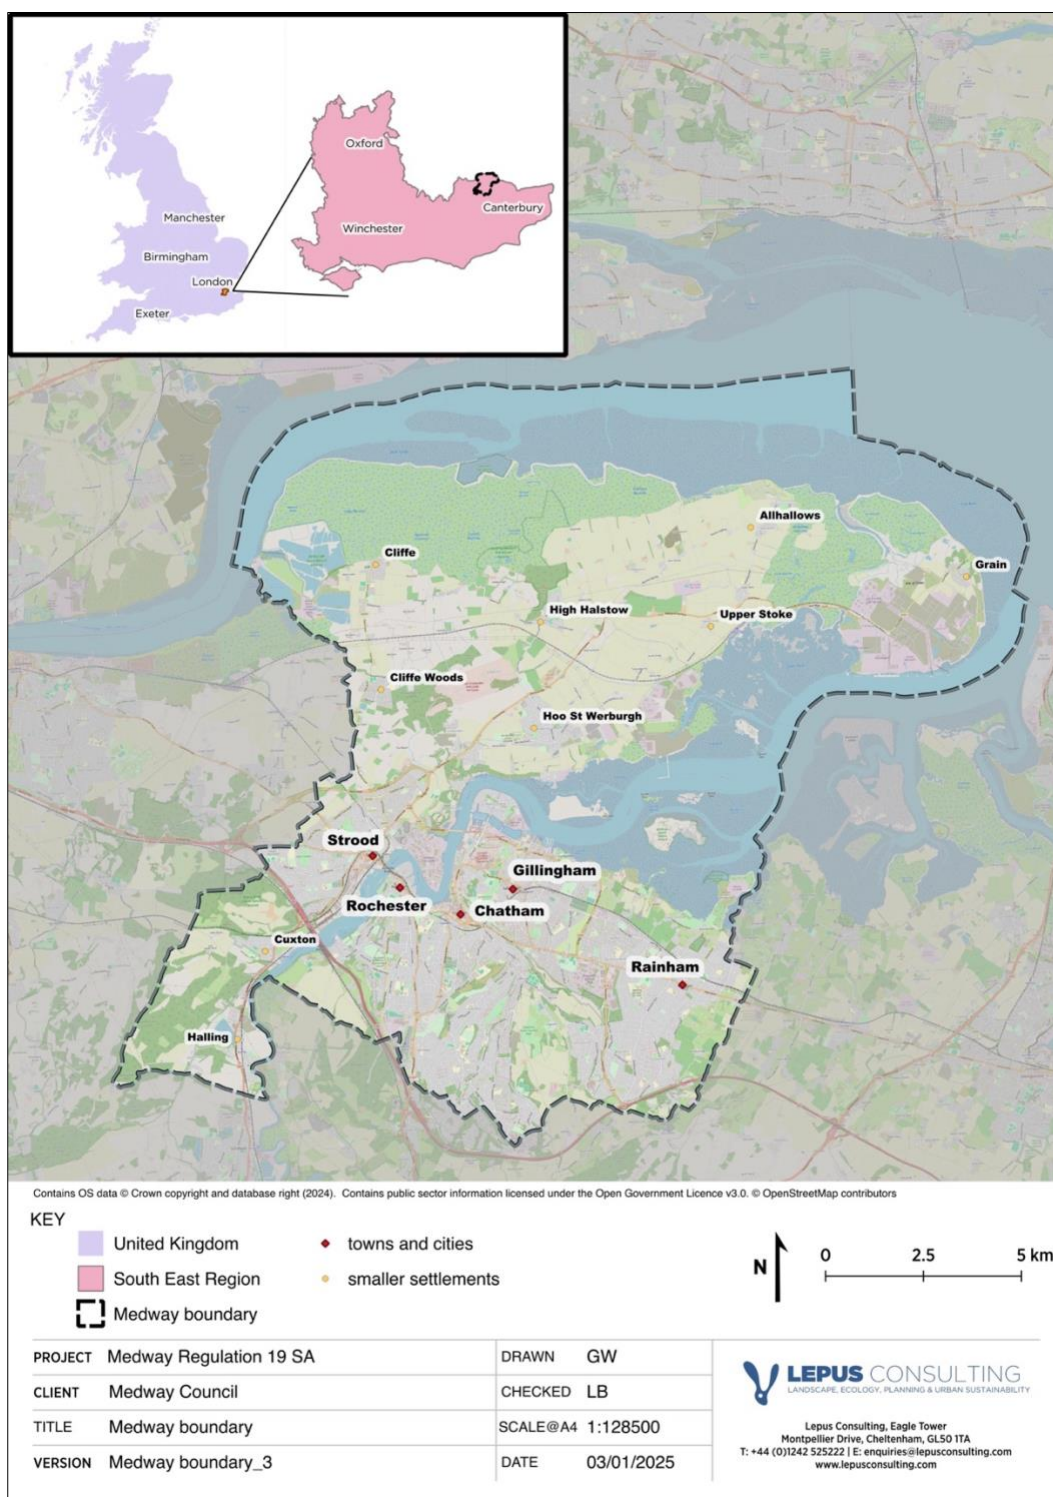 Oxford
Canterbury
Winchester
Manchester
Birmingham
London
Exeter
Allhallows
Cliffe
Grain
High Halstow
Upper Stoke
Cliffe Woods
Hoo St Werburgh
Strood
Gillingham
Rochester
Chatham
Cuxton
Rainham
Halling
Contains OS data © Crown copyright and database right (2024). Contains public sector information licensed under the Open Government Licence v3.0. © OpenStreetMap contributors
KEY
United Kingdom
South East Region
Medway boundary
towns and cities
smaller settlements
N
0 2.5 5 km
PROJECT Medway Regulation 19 SA
CLIENT Medway Council
TITLE Medway boundary
VERSION Medway boundary_3
DRAWN GW
CHECKED LB
SCALE@A4 1:128500
DATE 03/01/2025
LEPUS CONSULTING
LANDSCAPE, ECOLOGY, PLANNING & URBAN SUSTAINABILITY
Lepus Consulting, Eagle Tower
Montpellier Drive, Cheltenham, GL50 1TA
T: +44 (0)1242 525222 | E: enquiries@lepusconsulting.com
www.lepusconsulting.com